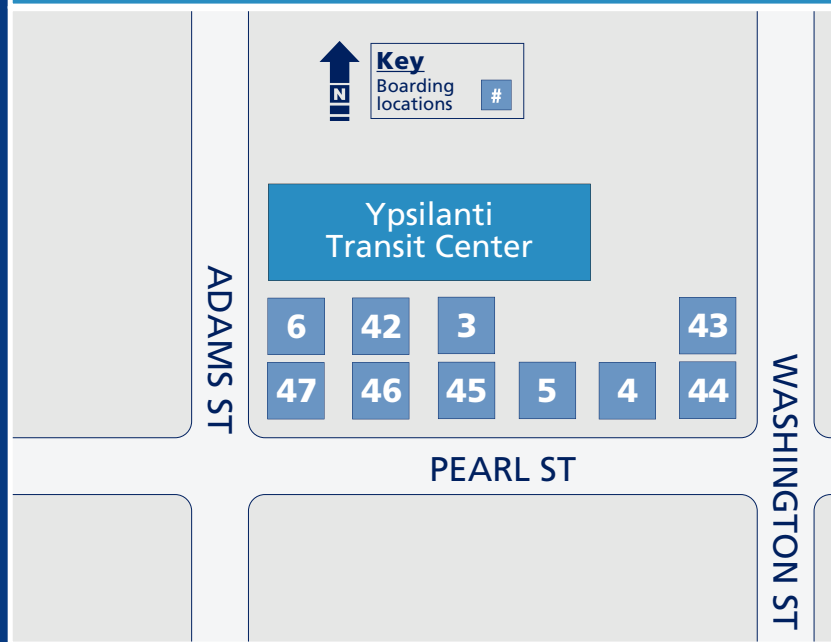 Key
Boarding
locations
#
N
Ypsilanti
Transit Center
ADAMS ST
6 42 3 43
47 46 45 5 4 44
PEARL ST
WASHINGTON ST